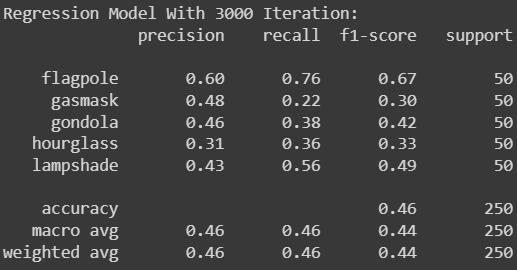 Regression Model With 3000 Iteration:
precision recall f1-score support
flagpole 0.60 0.76 0.67 50
gasmask 0.48 0.22 0.30 50
gondola 0.46 0.38 0.42 50
hourglass 0.31 0.36 0.33 50
lampshade 0.43 0.56 0.49 50
accuracy 0.46 250
macro avg 0.46 0.46 0.44 250
weighted avg 0.46 0.46 0.44 250